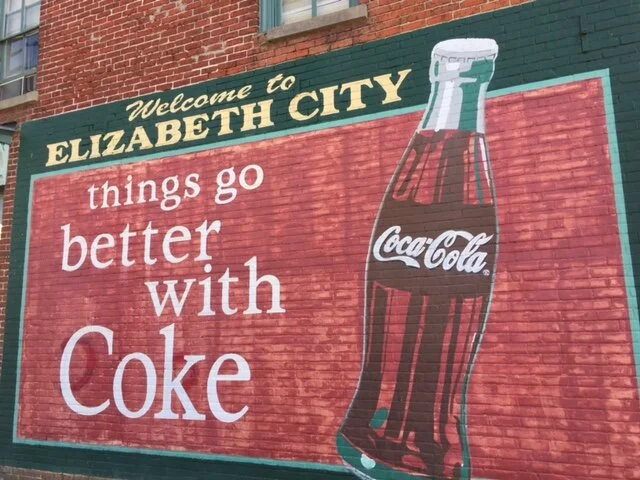 Welcome to
ELIZABETH CITY
things go
better
with
Coke
Coca-Cola®